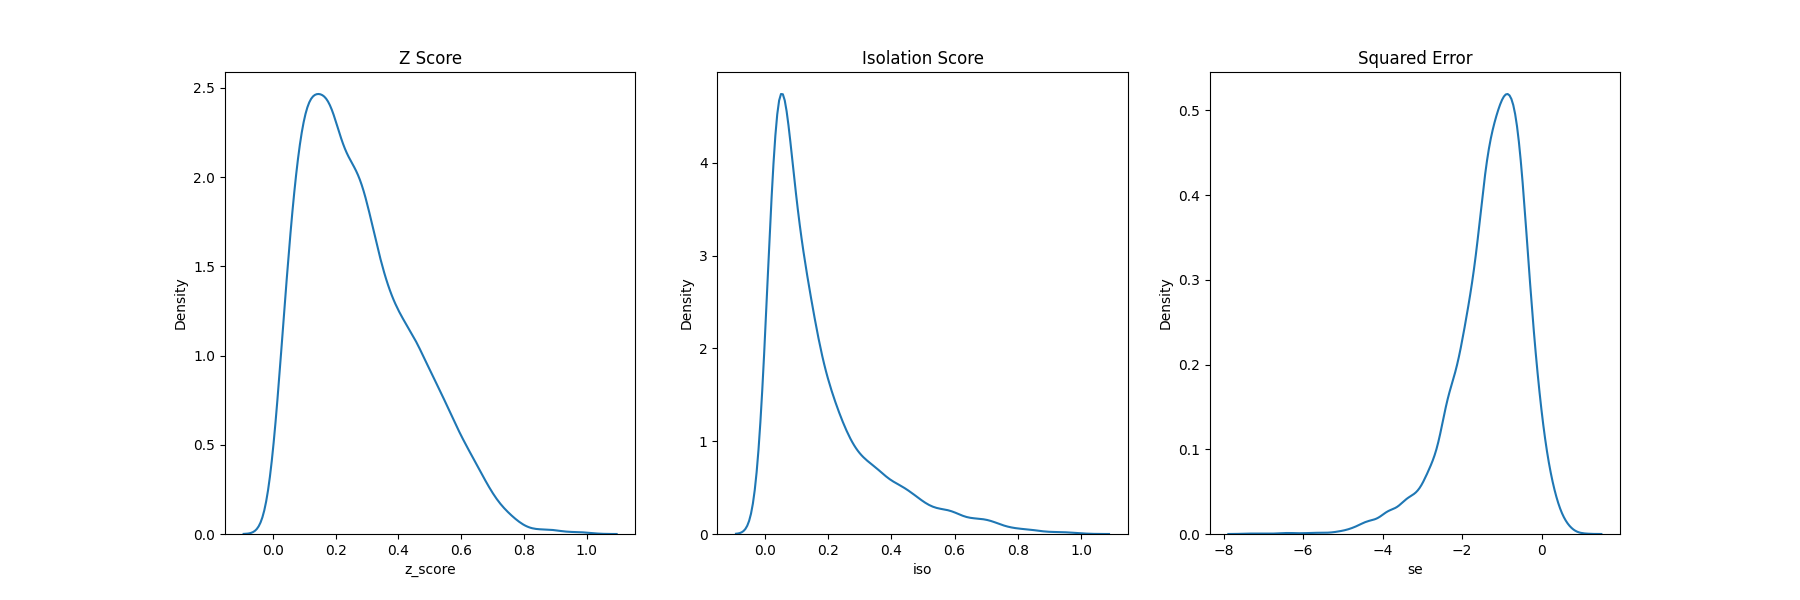 Z Score
2.5
2.0
1.5
1.0
0.5
0.0
Density
0.0 0.2 0.4 0.6 0.8 1.0
z_score
Isolation Score
4
3
2
1
0
Density
0.0 0.2 0.4 0.6 0.8 1.0
iso
Squared Error
0.5
0.4
0.3
0.2
0.1
0.0
Density
−8 −6 −4 −2 0
se